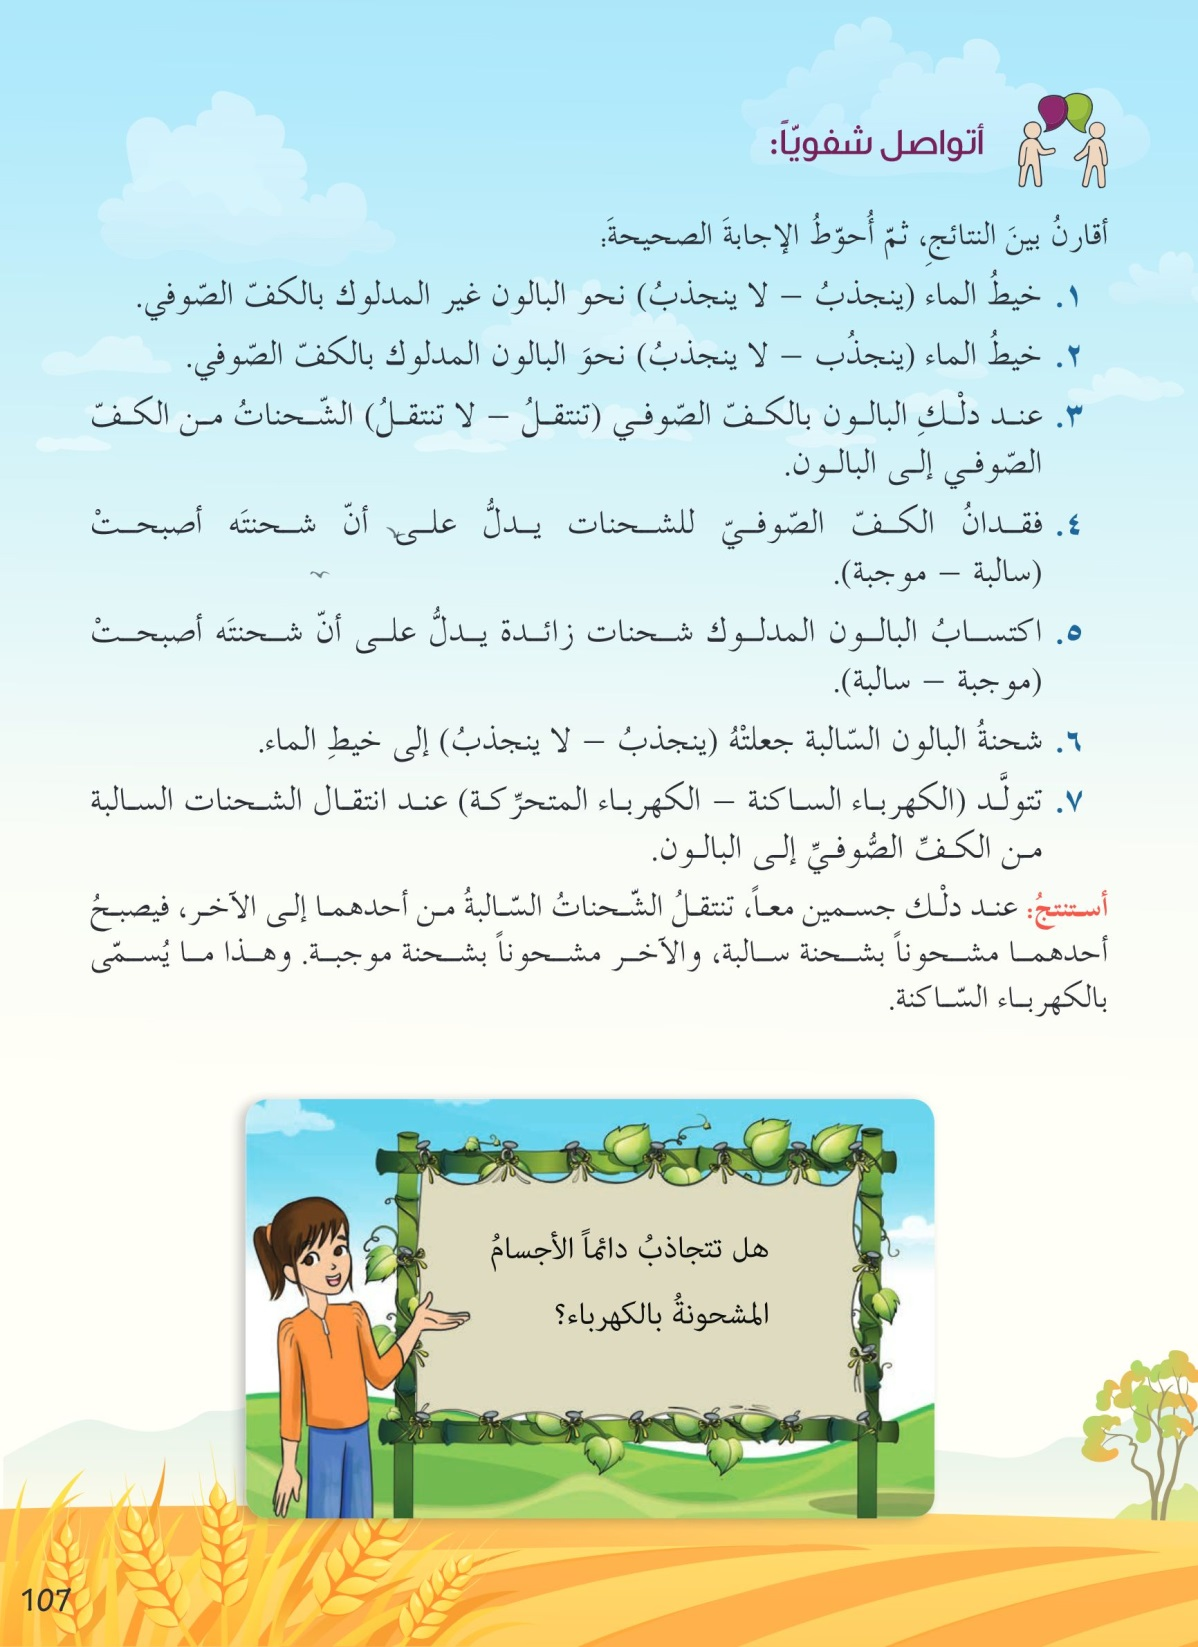 أتواصل شفويّاً:
أقارنُ بينَ النتائجِ، ثمّ أُحوّطُ الإجابةَ الصحيحةَ:
١. خيطُ الماء (ينجذبُ – لا ينجذبُ) نحو البالون غير المدلوك بالكفّ الصّوفي.
٢. خيطُ الماء (ينجذُب – لا ينجذبُ) نحوَ البالون المدلوك بالكفّ الصّوفي.
٣. عند دلْكِ البالون بالكفّ الصّوفي (تنتقلُ – لا تنتقلُ) الشّحناتُ من الكفّ
الصّوفي إلى البالون.
٤. فقدانُ الكفّ الصّوفيّ للشحنات يدلُّ على أنّ شحنتَه أصبحتْ
(سالبة – موجبة).
٥. اكتسابُ البالون المدلوك شحنات زائدة يدلُّ على أنّ شحنتَه أصبحتْ
(موجبة – سالبة).
٦. شحنةُ البالون السّالبة جعلتْهُ (ينجذبُ – لا ينجذبُ) إلى خيطِ الماء.
٧. تتولَّد (الكهرباء الساكنة – الكهرباء المتحرِّكة) عند انتقال الشحنات السالبة
من الكفِّ الصُّوفيِّ إلى البالون.
أستنتجُ: عند دلْك جسمين معاً، تنتقلُ الشّحناتُ السّالبةُ من أحدهما إلى الآخر، فيصبحُ
أحدهما مشحوناً بشحنة سالبة، والآخر مشحوناً بشحنة موجبة. وهذا ما يُسمّى
بالكهرباء السّاكنة.
هل تتجاذبُ دائماً الأجسامُ
المشحونةُ بالكهرباء؟
107